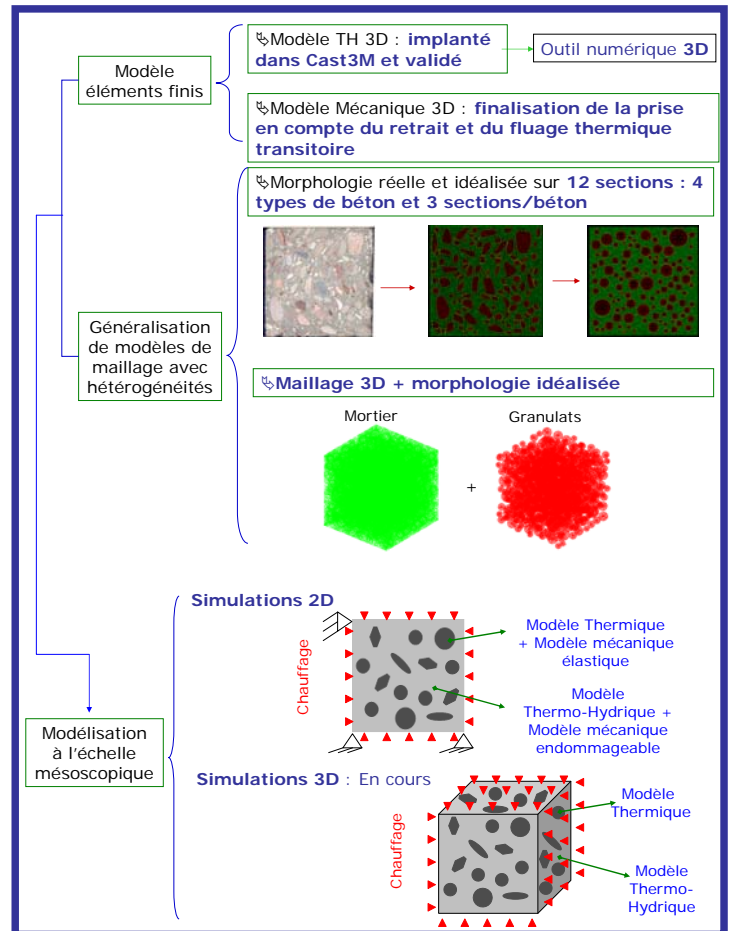 Modèle TH 3D : implanté
dans Cast3M et validé
Outil numérique 3D
Modèle
éléments finis
Modèle Mécanique 3D : finalisation de la prise
en compte du retrait et du fluage thermique
transitoire
Morphologie réelle et idéalisée sur 12 sections : 4
types de béton et 3 sections/béton
Généralisation
de modèles de
maillage avec
hétérogénéités
Maillage 3D + morphologie idéalisée
Mortier
Granulats
+
Simulations 2D
Chauffage
Modèle Thermique
+ Modèle mécanique
élastique
Modèle
Thermo-Hydrique +
Modèle mécanique
endommageable
Modélisation
à l'échelle
mésoscopique
Simulations 3D : En cours
Chauffage
Modèle
Thermique
Modèle
Thermo-
Hydrique